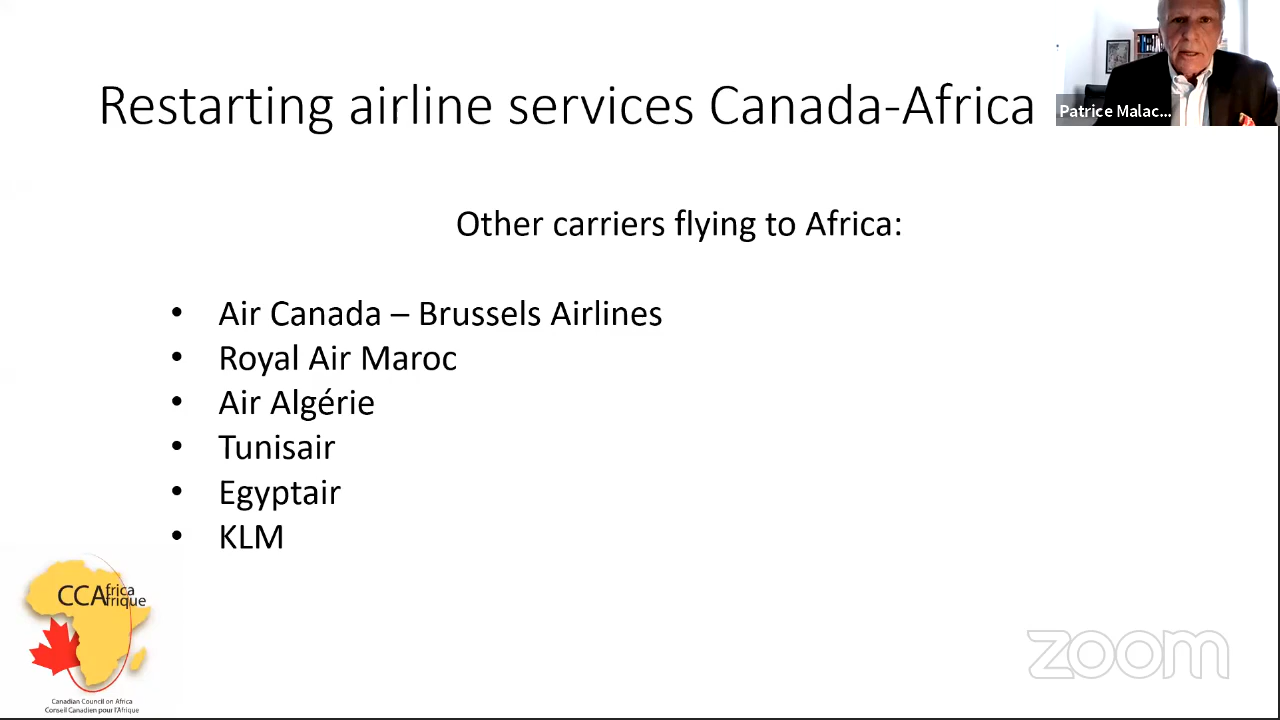 Restarting airline services Canada-Africa
Patrice Malac...
Other carriers flying to Africa:
• Air Canada – Brussels Airlines
• Royal Air Maroc
• Air Algérie
• Tunisair
• Egyptair
• KLM
CCAfrica
frique
Canadian Council on Africa
Conseil Canadien pour l'Afrique
zoom